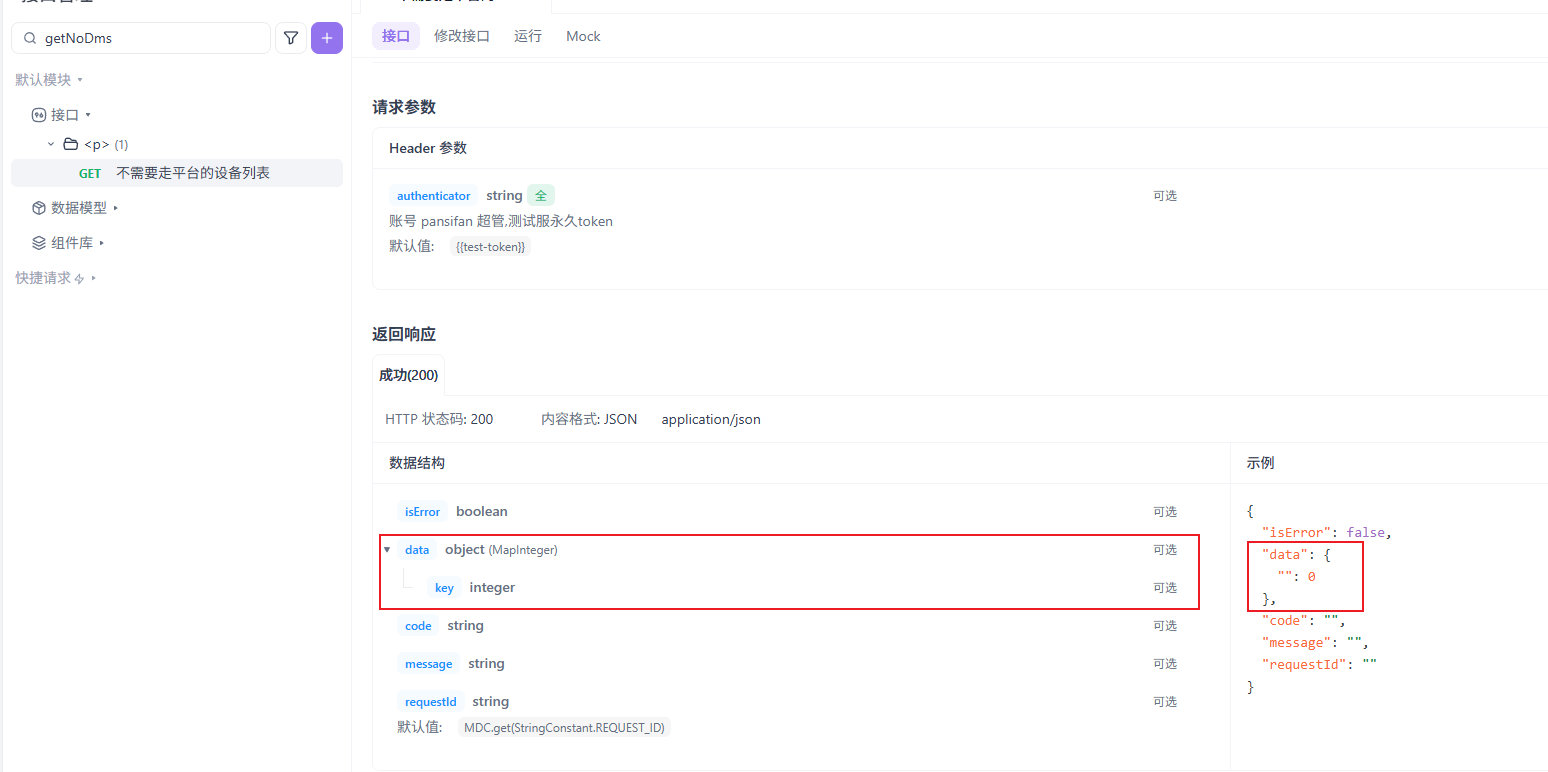 getNoDms
默认模块
接口
<p> (1)
GET 不需要走平台的设备列表
数据模型
组件库
快捷请求
接口 修改接口 运行 Mock
请求参数
Header 参数
authenticator string 全 可选
账号 pansifan 超管,测试服永久token
默认值: {{test-token}}
返回响应
成功(200)
HTTP 状态码: 200 内容格式: JSON application/json
数据结构
isError boolean 可选
data object (MapInteger) 可选
key integer 可选
code string 可选
message string 可选
requestId string 可选
默认值: MDC.get(StringConstant.REQUEST_ID)
示例
{
"isError": false,
"data": {
"": 0
},
"code": "",
"message": "",
"requestId": ""
}